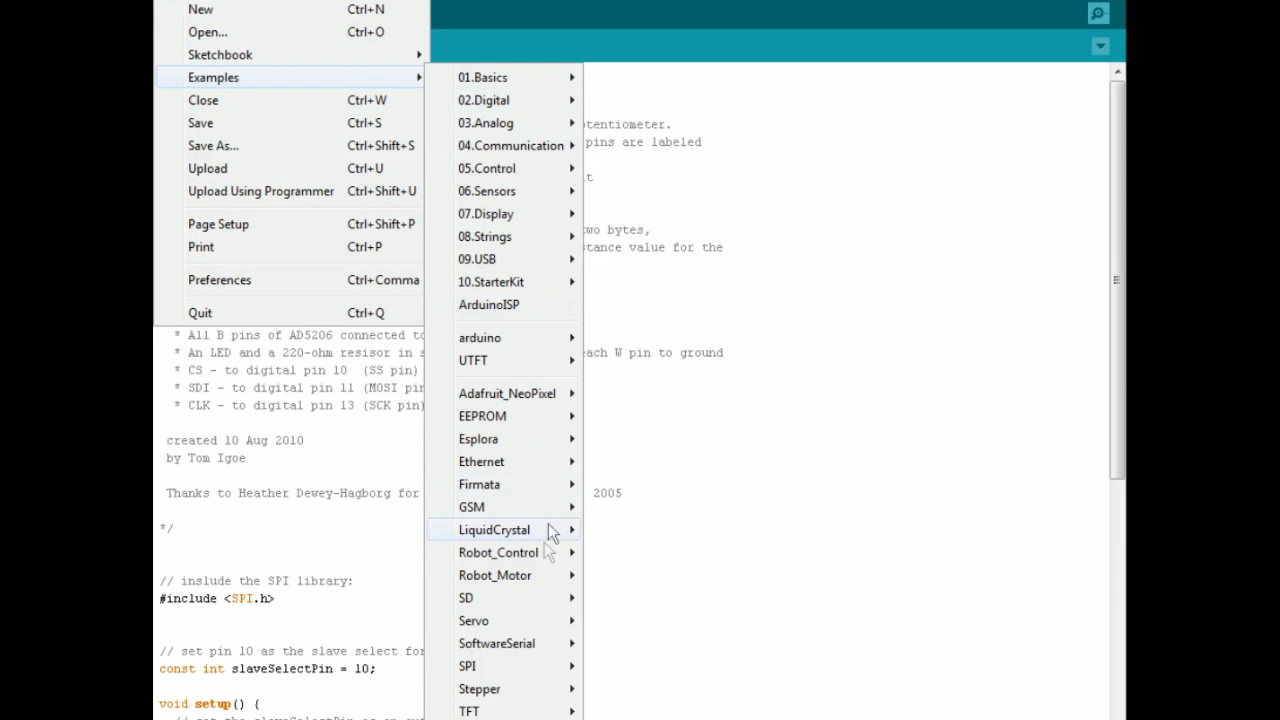 New Ctrl+N
Open... Ctrl+O
Sketchbook
Examples
Close Ctrl+W
Save Ctrl+S
Save As... Ctrl+Shift+S
Upload Ctrl+U
Upload Using Programmer Ctrl+Shift+U
Page Setup Ctrl+Shift+P
Print Ctrl+P
Preferences Ctrl+Comma
Quit Ctrl+Q
01.Basics
02.Digital
03.Analog
04.Communication
05.Control
06.Sensors
07.Display
08.Strings
09.USB
10.StarterKit
ArduinoISP
arduino
UTFT
Adafruit_NeoPixel
EEPROM
Esplora
Ethernet
Firmata
GSM
LiquidCrystal
Robot_Control
Robot_Motor
SD
Servo
SoftwareSerial
SPI
Stepper
TFT
tentiometer.
pins are labeled
it
two bytes,
tance value for the
* All B pins of AD5206 connected to
* An LED and a 220-ohm resisor in s each W pin to ground
* CS - to digital pin 10 (SS pin)
* SDI - to digital pin 11 (MOSI pin
* CLK - to digital pin 13 (SCK pin)
created 10 Aug 2010
by Tom Igoe
Thanks to Heather Dewey-Hagborg for 2005
*/
// inslude the SPI library:
#include <SPI.h>
// set pin 10 as the slave select for
const int slaveSelectPin = 10;
void setup() {